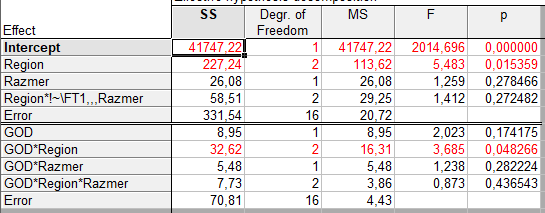 SS Degr. of MS F p
Effect Freedom
Intercept 41747,22 1 41747,22 2014,696 0,000000
Region 227,24 2 113,62 5,483 0,015359
Razmer 26,08 1 26,08 1,259 0,278466
Region*!~\FT1,,,Razmer 58,51 2 29,25 1,412 0,272482
Error 331,54 16 20,72
GOD 8,95 1 8,95 2,023 0,174175
GOD*Region 32,62 2 16,31 3,685 0,048266
GOD*Razmer 5,48 1 5,48 1,238 0,282224
GOD*Region*Razmer 7,73 2 3,86 0,873 0,436543
Error 70,81 16 4,43